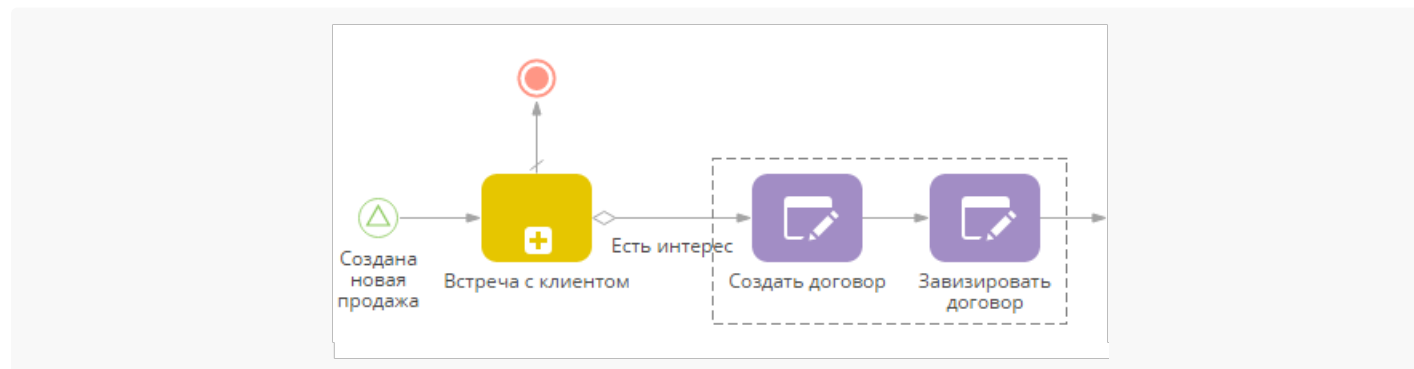 Есть интерес
Создана
новая
продажа
Встреча с клиентом
Создать договор
Завизировать
договор